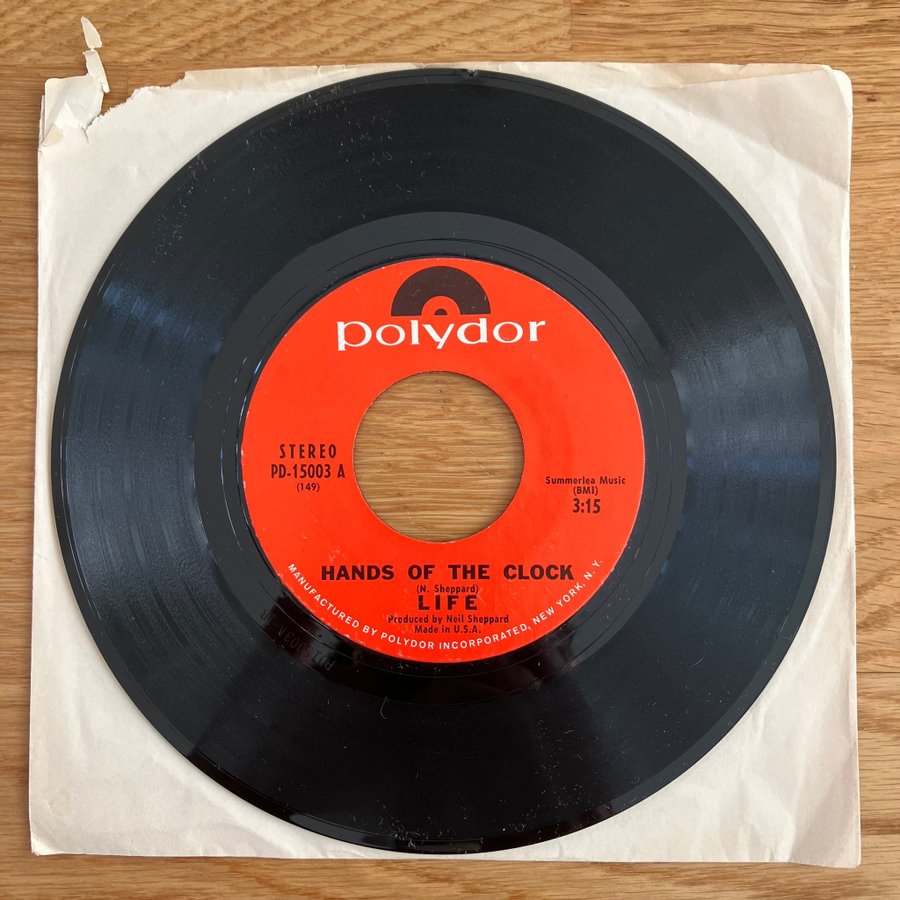 polydor
STEREO
PD-15003 A
(149)
Summerlea Music
(BMI)
3:15
HANDS OF THE CLOCK
(N. Sheppard)
LIFE
Produced by Neil Sheppard
Made in U.S.A.
MANUFACTURED BY POLYDOR INCORPORATED, NEW YORK, N.Y.